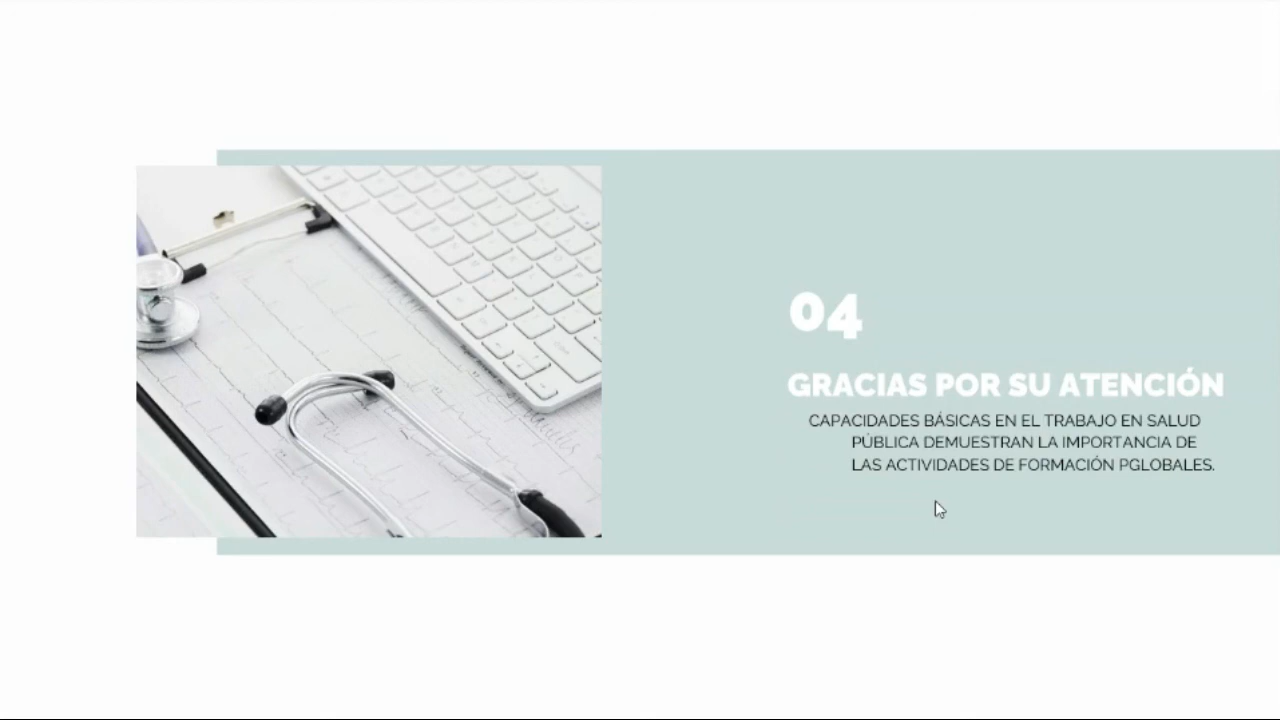 04
GRACIAS POR SU ATENCIÓN
CAPACIDADES BÁSICAS EN EL TRABAJO EN SALUD
PÚBLICA DEMUESTRAN LA IMPORTANCIA DE
LAS ACTIVIDADES DE FORMACIÓN PGLOBALES.